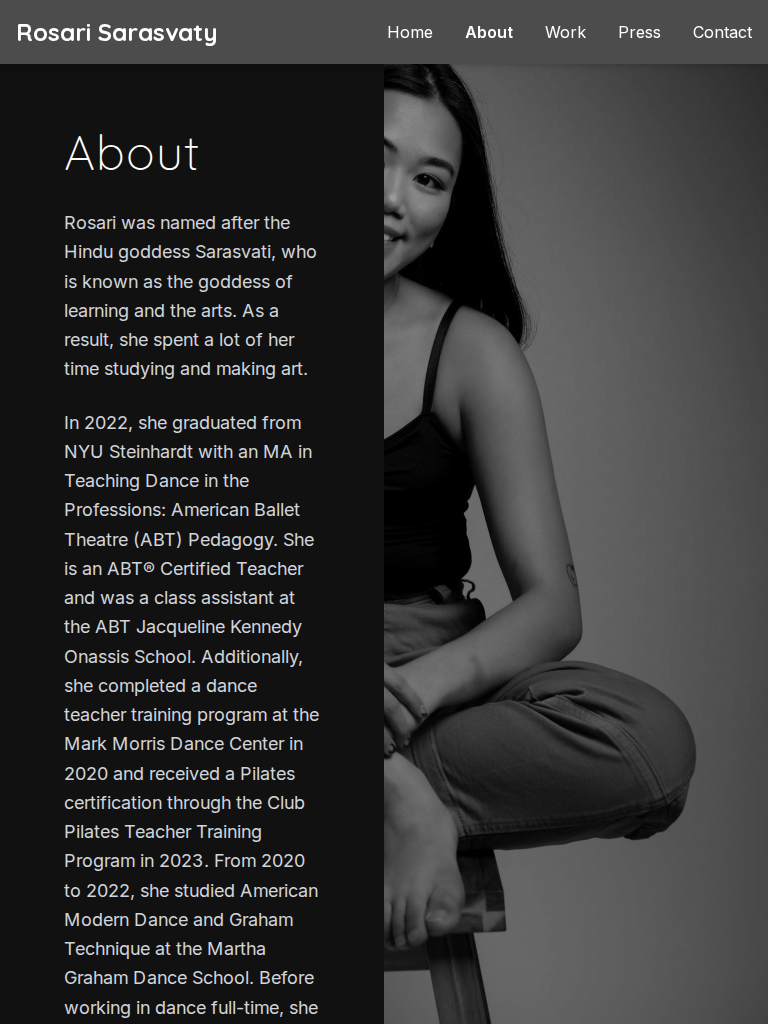 Rosari Sarasvaty
Home About Work Press Contact
About
Rosari was named after the
Hindu goddess Sarasvati, who
is known as the goddess of
learning and the arts. As a
result, she spent a lot of her
time studying and making art.
In 2022, she graduated from
NYU Steinhardt with an MA in
Teaching Dance in the
Professions: American Ballet
Theatre (ABT) Pedagogy. She
is an ABT® Certified Teacher
and was a class assistant at
the ABT Jacqueline Kennedy
Onassis School. Additionally,
she completed a dance
teacher training program at the
Mark Morris Dance Center in
2020 and received a Pilates
certification through the Club
Pilates Teacher Training
Program in 2023. From 2020
to 2022, she studied American
Modern Dance and Graham
Technique at the Martha
Graham Dance School. Before
working in dance full-time, she